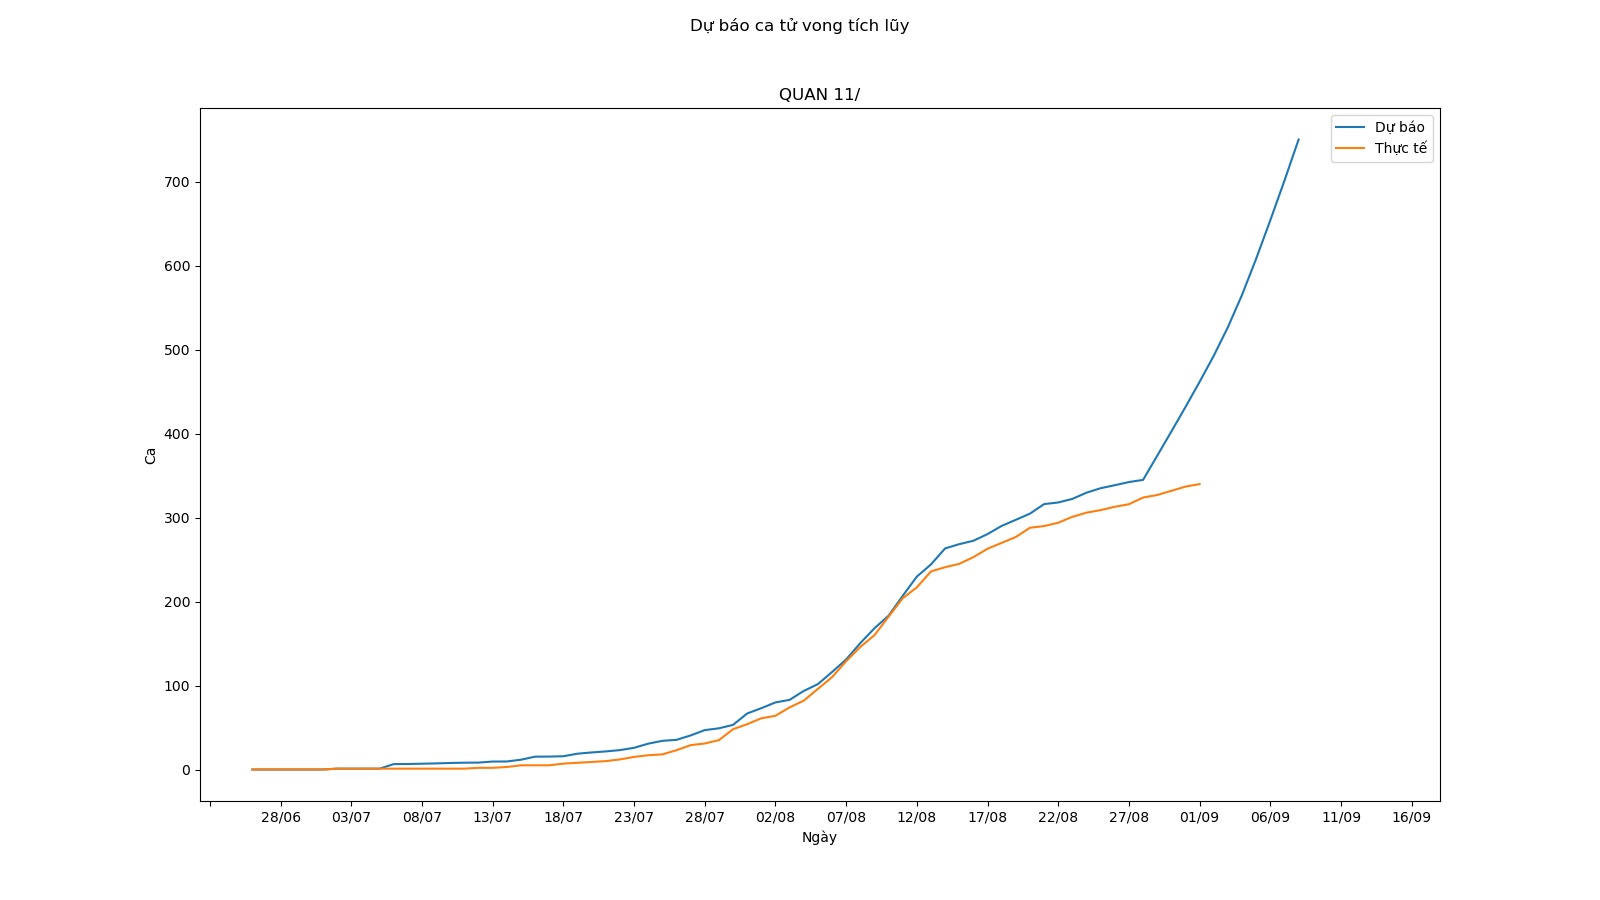 Dự báo ca tử vong tích lũy
QUAN 11/
Dự báo
Thực tế
Ca
700
600
500
400
300
200
100
0
28/06 03/07 08/07 13/07 18/07 23/07 28/07 02/08 07/08 12/08 17/08 22/08 27/08 01/09 06/09 11/09 16/09
Ngày